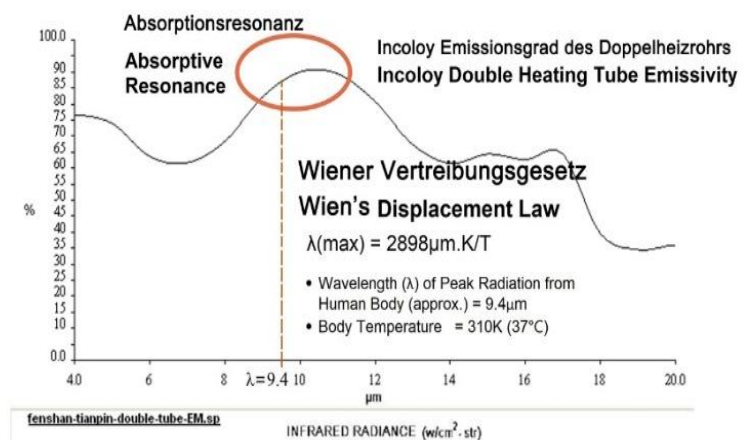 Absorptionsresonanz
Absorptive
Resonance
Incoloy Emissionsgrad des Doppelheizrohrs
Incoloy Double Heating Tube Emissivity
100.0
90
85
80
75
70
65
60
55
50
45
40
35
30
25
20
15
10
0.0
%
Wiener Vertreibungsgesetz
Wien's Displacement Law
λ(max) = 2898μm.K/T
• Wavelength (λ) of Peak Radiation from
Human Body (approx.) = 9.4μm
• Body Temperature = 310K (37°C)
4.0 6 8 λ=9.4 10 12 14 16 18 20.0
μm
fenshan-tianpin-double-tube-EM.sp
INFRARED RADIANCE (w/cm²· str)